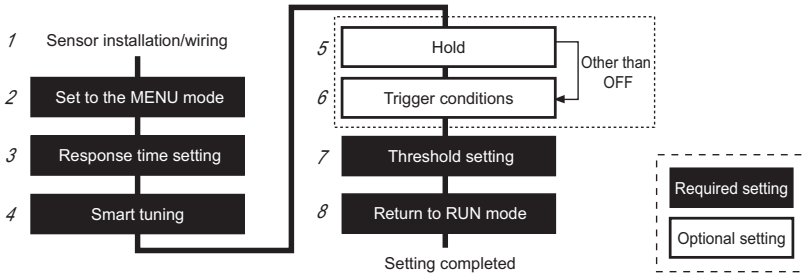 1 Sensor installation/wiring
2 Set to the MENU mode
3 Response time setting
4 Smart tuning
5 Hold
Other than
OFF
6 Trigger conditions
7 Threshold setting
8 Return to RUN mode
Setting completed
Required setting
Optional setting